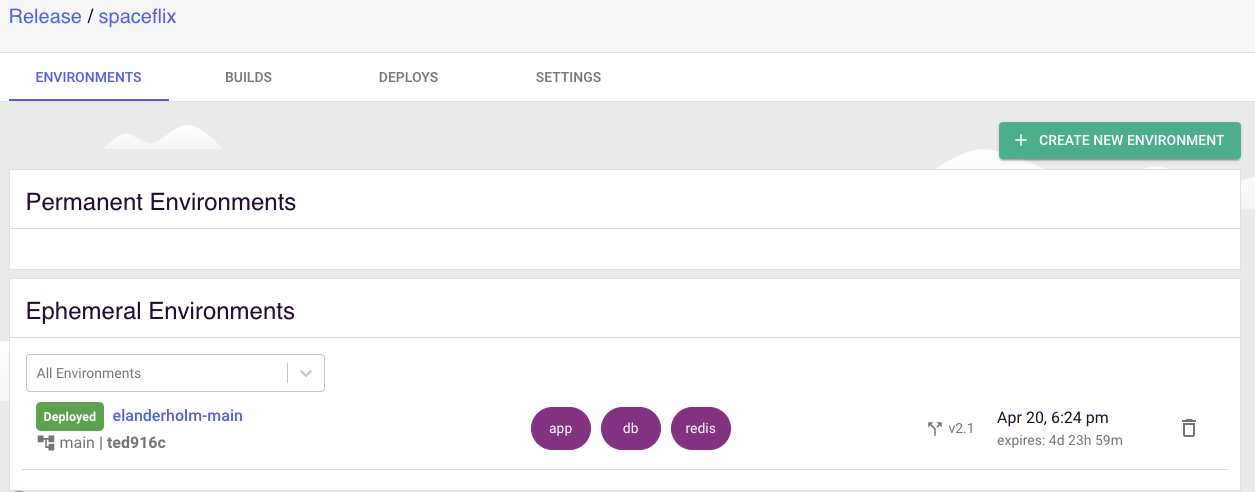 Release / spaceflix
ENVIRONMENTS BUILDS DEPLOYS SETTINGS
+ CREATE NEW ENVIRONMENT
Permanent Environments
Ephemeral Environments
All Environments
Deployed elanderholm-main
main | ted916c
app db redis
v2.1
Apr 20, 6:24 pm
expires: 4d 23h 59m